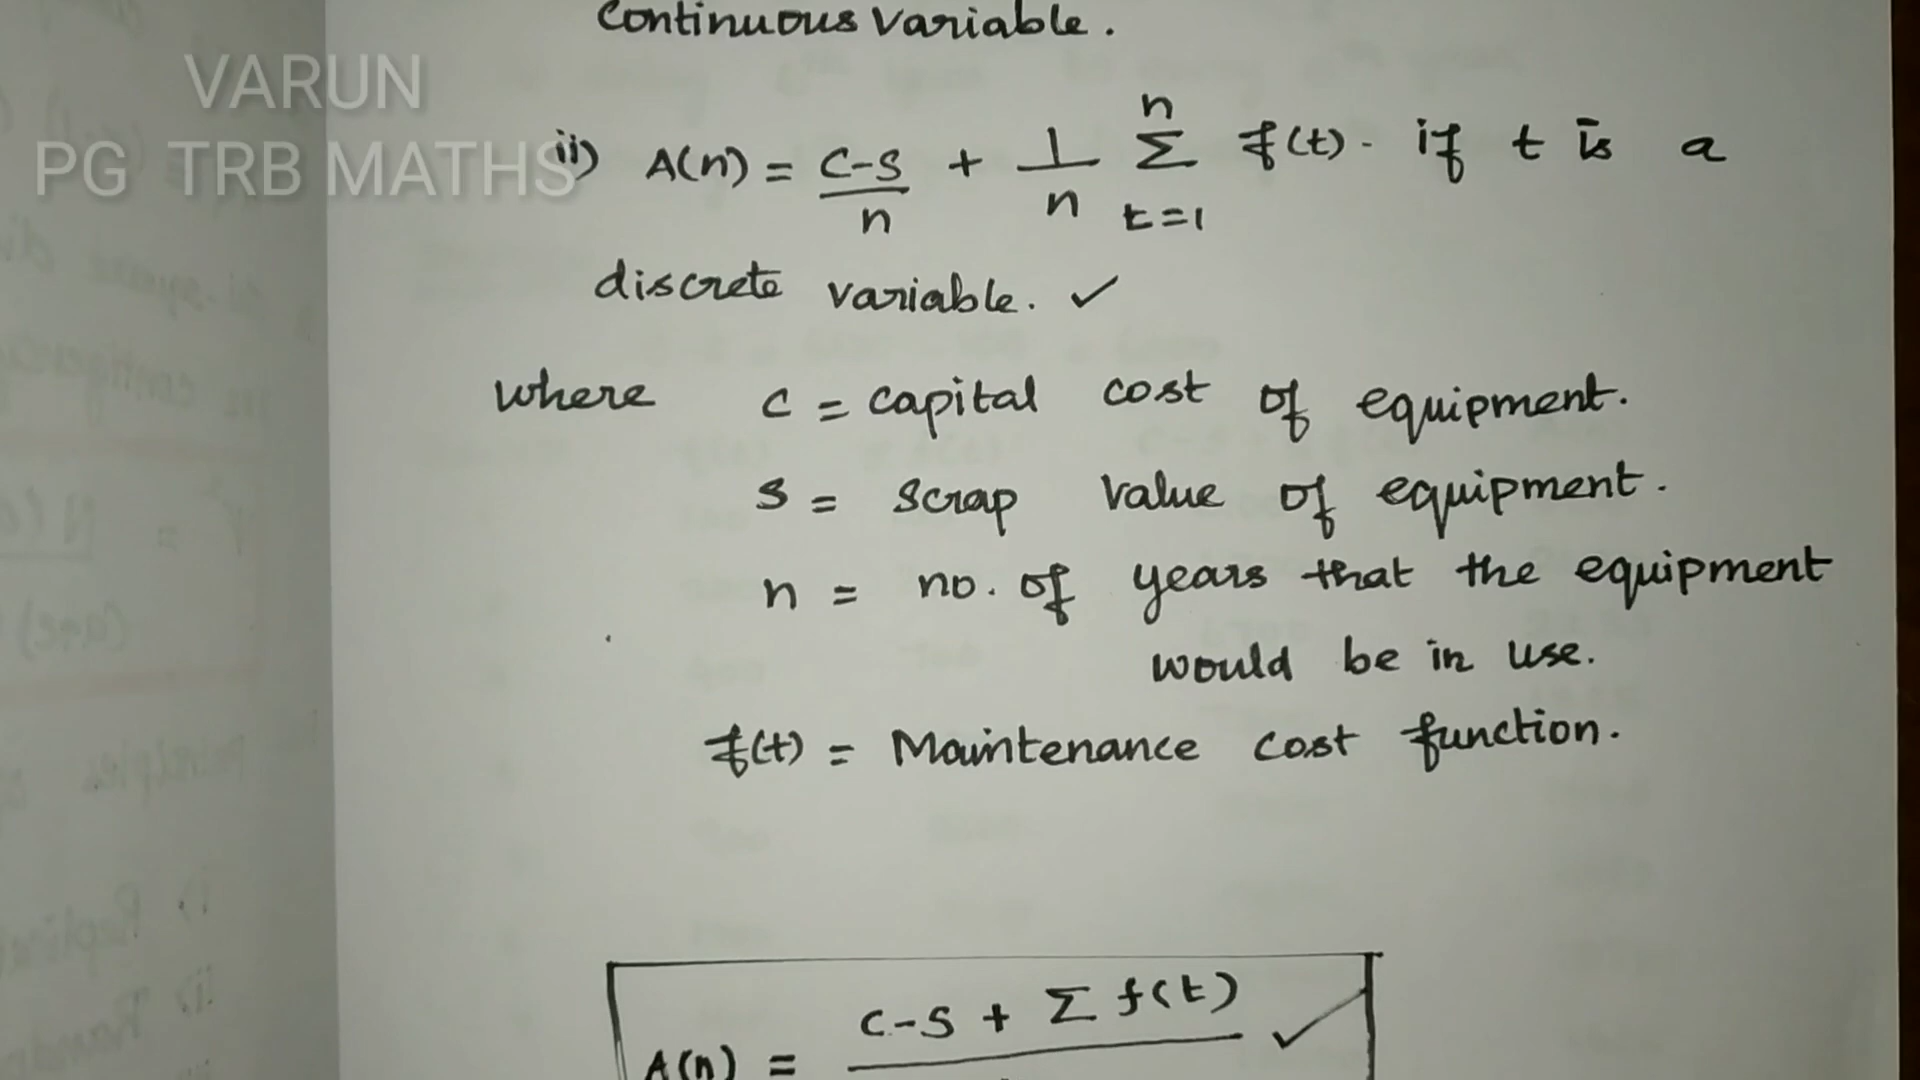 Continuous Variable.
VARUN
PG TRB MATHS
ii) A(n) = C-S/n + 1/n n Σ t=1 f(t). if t is a
discrete variable. ✓
where C = capital cost of equipment.
S = Scrap Value of equipment.
n = no. of years that the equipment
would be in use.
f(t) = Maintenance cost function.
A(n) = C-S + Σ f(t) ✓